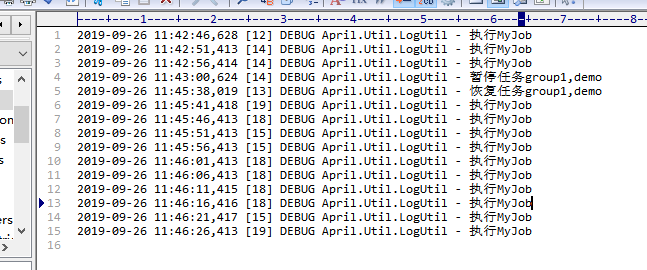 ----+----1----+----2----+----3----+----4----+----5----+----6----+----7----+----8
1 2019-09-26 11:42:46,628 [12] DEBUG April.Util.LogUtil - 执行MyJob
2 2019-09-26 11:42:51,413 [14] DEBUG April.Util.LogUtil - 执行MyJob
3 2019-09-26 11:42:56,414 [14] DEBUG April.Util.LogUtil - 执行MyJob
4 2019-09-26 11:43:00,624 [14] DEBUG April.Util.LogUtil - 暂停任务group1,demo
5 2019-09-26 11:45:38,019 [13] DEBUG April.Util.LogUtil - 恢复任务group1,demo
6 2019-09-26 11:45:41,418 [19] DEBUG April.Util.LogUtil - 执行MyJob
7 2019-09-26 11:45:46,413 [18] DEBUG April.Util.LogUtil - 执行MyJob
8 2019-09-26 11:45:51,413 [15] DEBUG April.Util.LogUtil - 执行MyJob
9 2019-09-26 11:45:56,413 [15] DEBUG April.Util.LogUtil - 执行MyJob
10 2019-09-26 11:46:01,413 [18] DEBUG April.Util.LogUtil - 执行MyJob
11 2019-09-26 11:46:06,413 [18] DEBUG April.Util.LogUtil - 执行MyJob
12 2019-09-26 11:46:11,415 [18] DEBUG April.Util.LogUtil - 执行MyJob
13 2019-09-26 11:46:16,416 [18] DEBUG April.Util.LogUtil - 执行MyJob
14 2019-09-26 11:46:21,417 [15] DEBUG April.Util.LogUtil - 执行MyJob
15 2019-09-26 11:46:26,413 [19] DEBUG April.Util.LogUtil - 执行MyJob
16